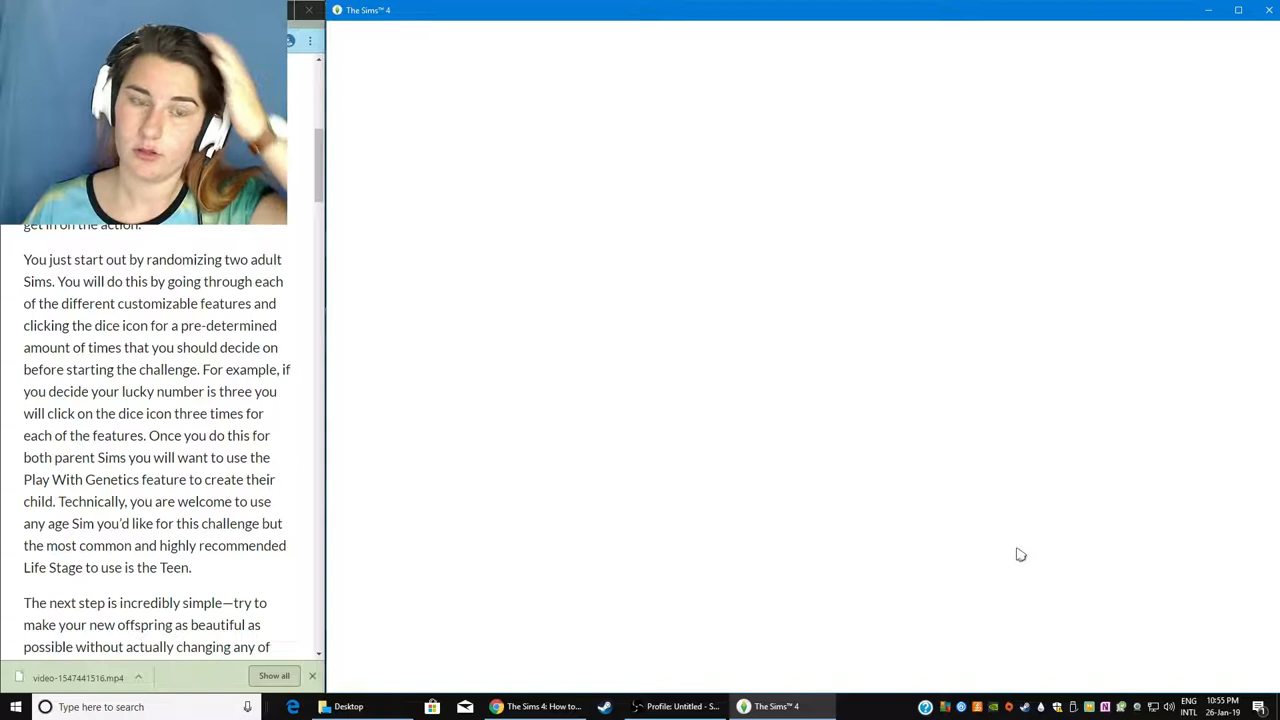 The Sims™ 4
get in on the action.
You just start out by randomizing two adult
Sims. You will do this by going through each
of the different customizable features and
clicking the dice icon for a pre-determined
amount of times that you should decide on
before starting the challenge. For example, if
you decide your lucky number is three you
will click on the dice icon three times for
each of the features. Once you do this for
both parent Sims you will want to use the
Play With Genetics feature to create their
child. Technically, you are welcome to use
any age Sim you'd like for this challenge but
the most common and highly recommended
Life Stage to use is the Teen.
The next step is incredibly simple—try to
make your new offspring as beautiful as
possible without actually changing any of
video-1547441516.mp4
Show all
Type here to search
Desktop
The Sims 4: How to...
Profile: Untitled - S...
The Sims™ 4
ENG
INTL
10:55 PM
26-Jan-19